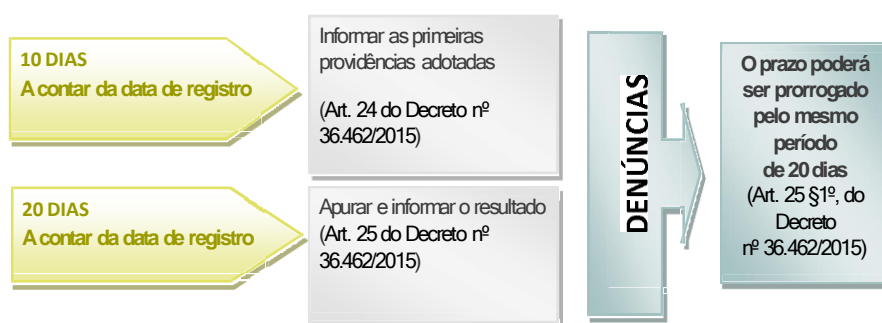 10 DIAS
A contar da data de registro
Informar as primeiras
providências adotadas
(Art. 24 do Decreto nº
36.462/2015)
20 DIAS
A contar da data de registro
Apurar e informar o resultado
(Art. 25 do Decreto nº
36.462/2015)
DENÚNCIAS
O prazo poderá
ser prorrogado
pelo mesmo
período
de 20 dias
(Art. 25 §1º, do
Decreto
nº 36.462/2015)